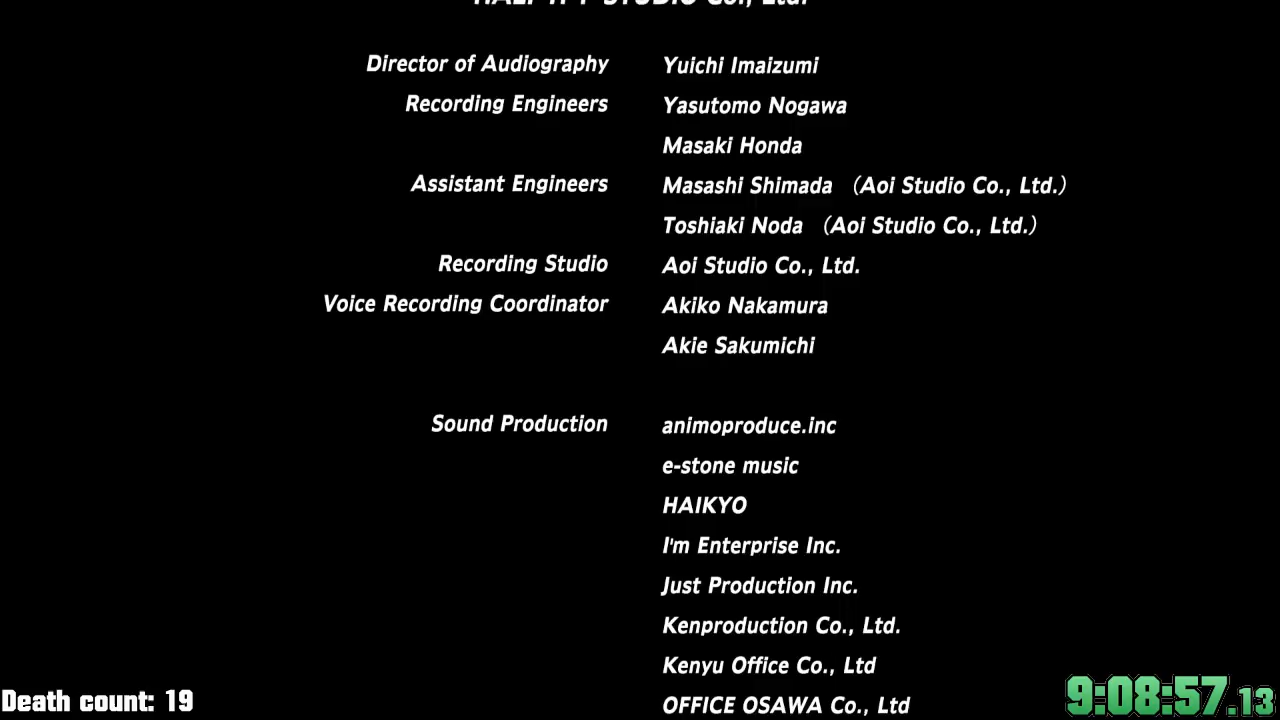 STUDIO Co., Ltd.
Director of Audiography Yuichi Imaizumi
Recording Engineers Yasutomo Nogawa
Masaki Honda
Assistant Engineers Masashi Shimada （Aoi Studio Co., Ltd.）
Toshiaki Noda （Aoi Studio Co., Ltd.）
Recording Studio Aoi Studio Co., Ltd.
Voice Recording Coordinator Akiko Nakamura
Akie Sakumichi
Sound Production animoproduce.inc
e-stone music
HAIKYO
I'm Enterprise Inc.
Just Production Inc.
Kenproduction Co., Ltd.
Kenyu Office Co., Ltd
OFFICE OSAWA Co., Ltd
Death count: 19
9:08:57.13